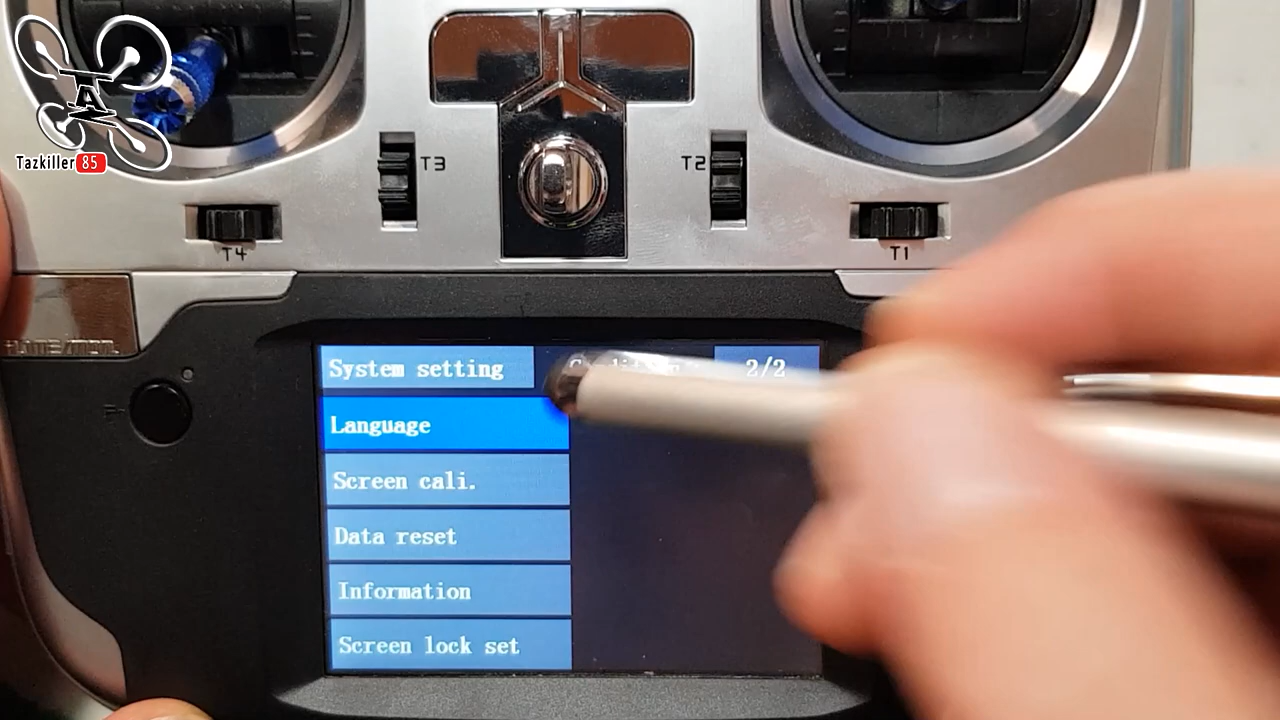 Tazkiller 85
T3
T2
T4
T1
System setting
2/2
Language
Screen cali.
Data reset
Information
Screen lock set